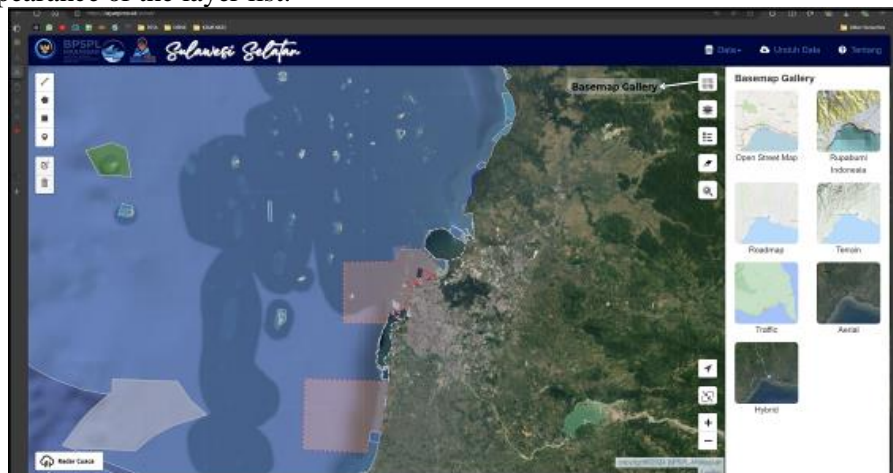 pearance of the layer list.
BPSPL
Sulawesi Selatan
Data
Unduh Data
Tentang
Basemap Gallery
Basemap Gallery
Open Street Map
Rupabumi
Indonesia
Roadmap
Terrain
Traffic
Aerial
Hybrid
Radar Cuaca